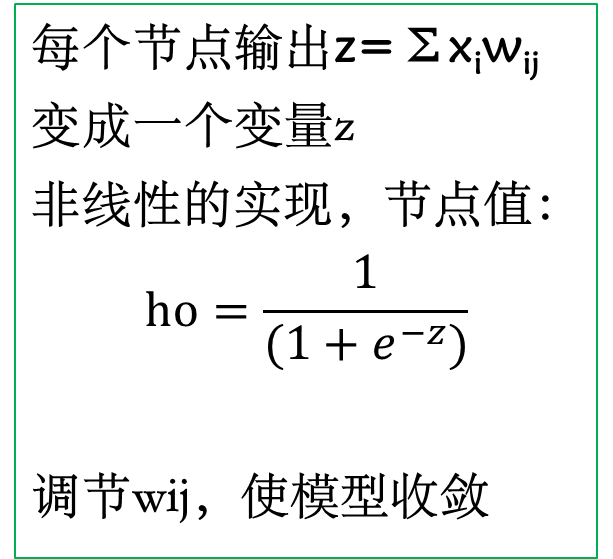 每个节点输出z= Σxᵢwᵢⱼ
变成一个变量z
非线性的实现，节点值：
ho = 1/(1 + e⁻ᶻ)
调节wij，使模型收敛